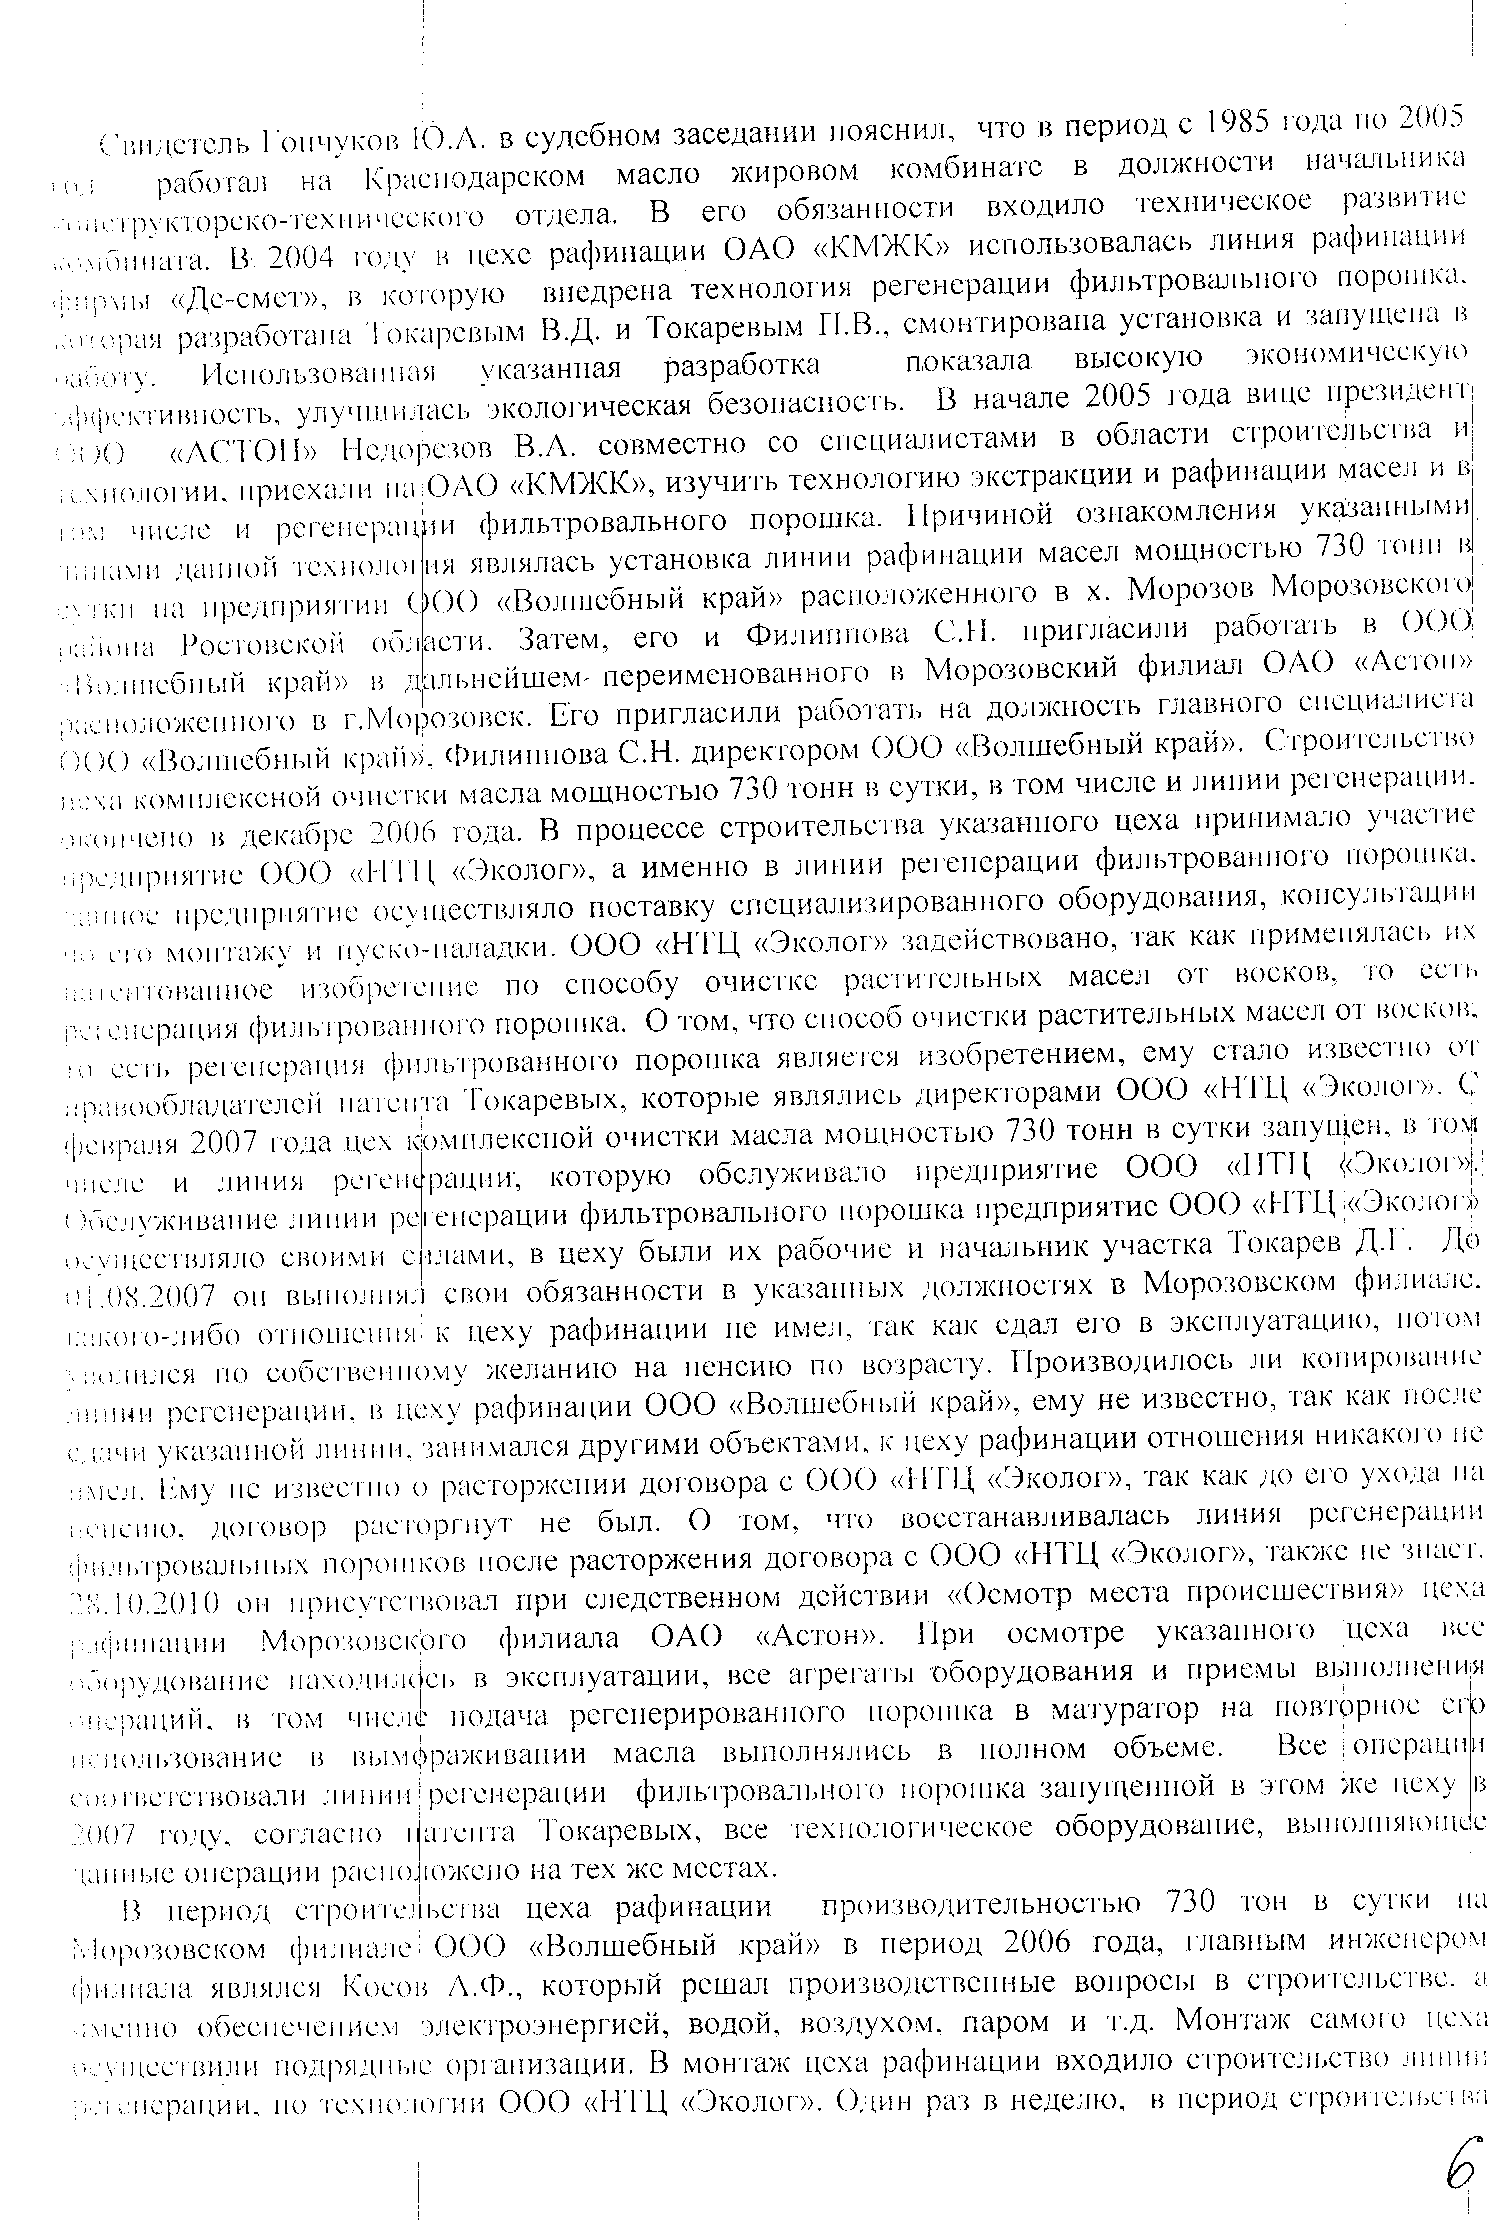 Свидетель Гончуков Ю.А. в судебном заседании пояснил, что в период с 1985 года по 2005
год работал на Краснодарском масло жировом комбинате в должности начальника
конструкторско-технического отдела. В его обязанности входило техническое развитие
комбината. В 2004 году в цехе рафинации ОАО «КМЖК» использовалась линия рафинации
фирмы «Де-смет», в которую внедрена технология регенерации фильтровального порошка,
которая разработана Токаревым В.Д. и Токаревым П.В., смонтирована установка и запущена в
работу. Использованная указанная разработка показала высокую экономическую
эффективность, улучшилась экологическая безопасность. В начале 2005 года вице президент
ООО «АСТОН» Недорезов В.А. совместно со специалистами в области строительства и
технологии, приехали на ОАО «КМЖК», изучить технологию экстракции и рафинации масел и в
том числе и регенерации фильтровального порошка. Причиной ознакомления указанными
лицами данной технология являлась установка линии рафинации масел мощностью 730 тонн в
сутки на предприятии ООО «Волшебный край» расположенного в х. Морозов Морозовского
района Ростовской области. Затем, его и Филиппова С.Н. пригласили работать в ООО
«Волшебный край» в дальнейшем- переименованного в Морозовский филиал ОАО «Астон»
расположенного в г.Морозовск. Его пригласили работать на должность главного специалиста
ООО «Волшебный край», Филиппова С.Н. директором ООО «Волшебный край». Строительство
цеха комплексной очистки масла мощностью 730 тонн в сутки, в том числе и линии регенерации,
окончено в декабре 2006 года. В процессе строительства указанного цеха принимало участие
предприятие ООО «НТЦ «Эколог», а именно в линии регенерации фильтрованного порошка,
данное предприятие осуществляло поставку специализированного оборудования, консультации
по его монтажу и пуско-наладки. ООО «НТЦ «Эколог» задействовано, так как применялась их
патентованное изобретение по способу очистке растительных масел от восков, то есть
регенерация фильтрованного порошка. О том, что способ очистки растительных масел от восков,
то есть регенерация фильтрованного порошка является изобретением, ему стало известно от
правообладателей патента Токаревых, которые являлись директорами ООО «НТЦ «Эколог». С
февраля 2007 года цех комплексной очистки масла мощностью 730 тонн в сутки запущен, в том
числе и линия регенерации, которую обслуживало предприятие ООО «НТЦ «Эколог».
Обслуживание линии регенерации фильтровального порошка предприятие ООО «НТЦ «Эколог»
осуществляло своими силами, в цеху были их рабочие и начальник участка Токарев Д.Г. До
01.08.2007 он выполнял свои обязанности в указанных должностях в Морозовском филиале,
какого-либо отношения к цеху рафинации не имел, так как сдал его в эксплуатацию, потом
уволился по собственному желанию на пенсию по возрасту. Производилось ли копирование
линии регенерации, в цеху рафинации ООО «Волшебный край», ему не известно, так как после
сдачи указанной линии, занимался другими объектами, к цеху рафинации отношения никакого не
имел. Ему не известно о расторжении договора с ООО «НТЦ «Эколог», так как до его ухода на
пенсию, договор расторгнут не был. О том, что восстанавливалась линия регенерации
фильтровальных порошков после расторжения договора с ООО «НТЦ «Эколог», также не знает.
28.10.2010 он присутствовал при следственном действии «Осмотр места происшествия» цеха
рафинации Морозовского филиала ОАО «Астон». При осмотре указанного цеха все
оборудование находилось в эксплуатации, все агрегаты оборудования и приемы выполнения
операций, в том числе подача регенерированного порошка в матуратор на повторное его
использование в вымораживании масла выполнялись в полном объеме. Все операции
соответствовали линии регенерации фильтровального порошка запущенной в этом же цеху в
2007 году, согласно патента Токаревых, все технологическое оборудование, выполняющее
данные операции расположено на тех же местах.
В период строительства цеха рафинации производительностью 730 тон в сутки на
Морозовском филиале ООО «Волшебный край» в период 2006 года, главным инженером
филиала являлся Косов А.Ф., который решал производственные вопросы в строительстве, а
именно обеспечением электроэнергией, водой, воздухом, паром и т.д. Монтаж самого цеха
осуществили подрядные организации. В монтаж цеха рафинации входило строительство линии
регенерации, по технологии ООО «НТЦ «Эколог». Один раз в неделю, в период строительства
6